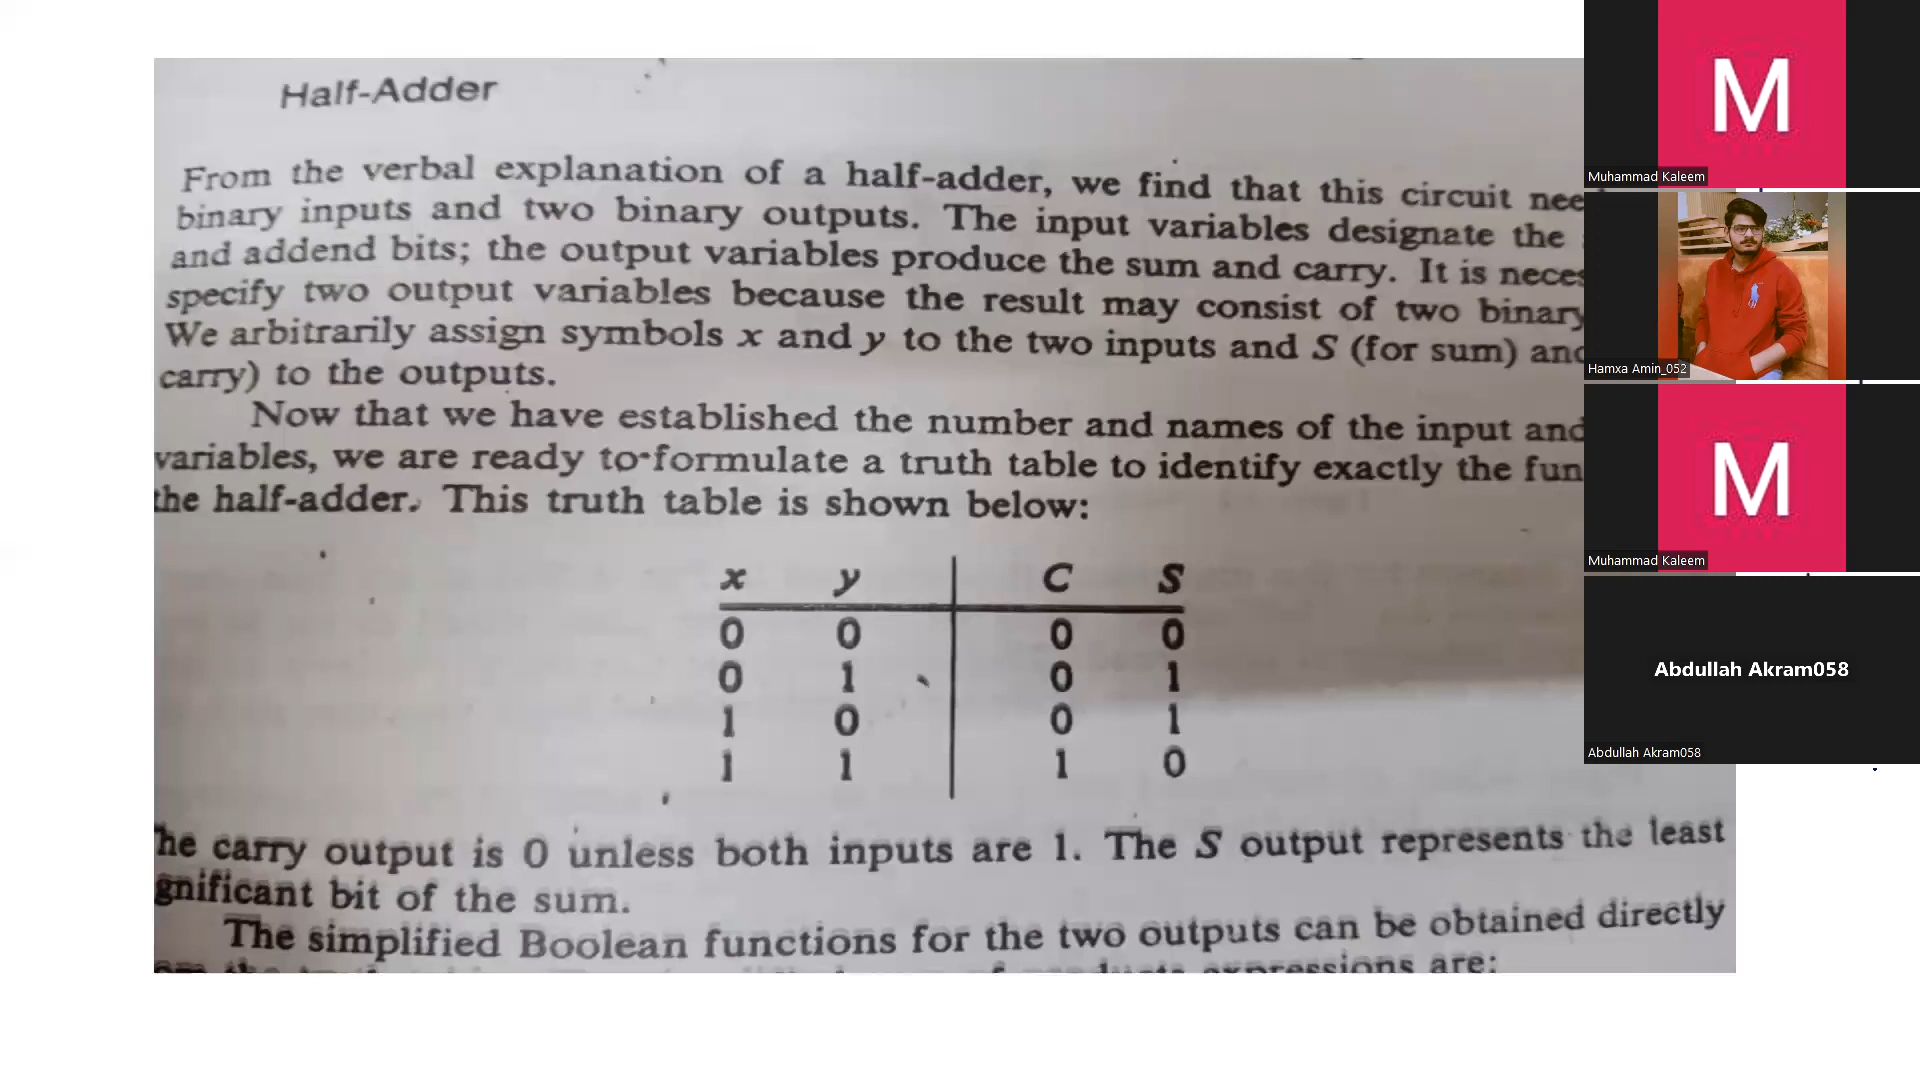 Half-Adder
From the verbal explanation of a half-adder, we find that this circuit nee
binary inputs and two binary outputs. The input variables designate the
and addend bits; the output variables produce the sum and carry. It is neces
specify two output variables because the result may consist of two binary
We arbitrarily assign symbols x and y to the two inputs and S (for sum) and
carry) to the outputs.
Now that we have established the number and names of the input and
variables, we are ready to formulate a truth table to identify exactly the fun
the half-adder. This truth table is shown below:
x y C S
0 0 0 0
0 1 0 1
1 0 0 1
1 1 1 0
he carry output is 0 unless both inputs are 1. The S output represents the least
gnificant bit of the sum.
The simplified Boolean functions for the two outputs can be obtained directly
expressions are:
M
Muhammad Kaleem
Hamxa Amin_052
M
Muhammad Kaleem
Abdullah Akram058
Abdullah Akram058